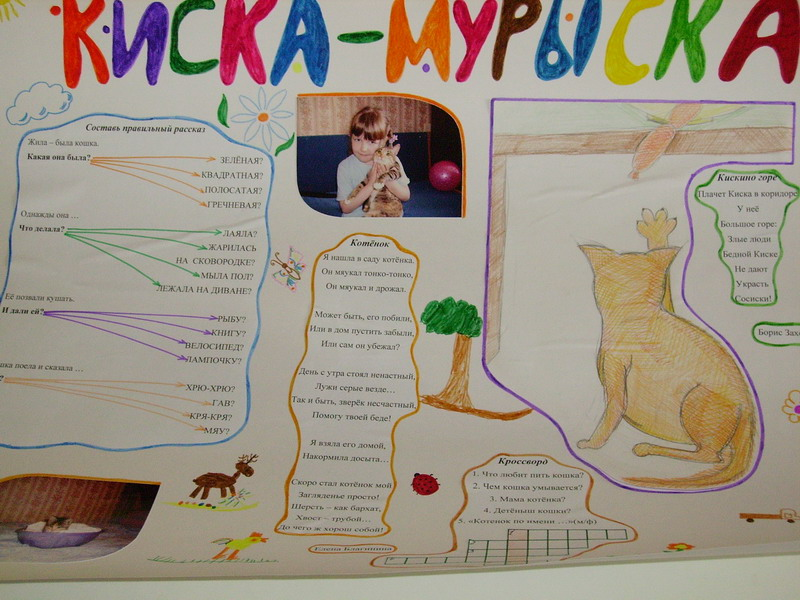 КИСКА-МУРЫСКА
Составь правильный рассказ
Жила – была кошка.
Какая она была?
ЗЕЛЁНАЯ?
КВАДРАТНАЯ?
ПОЛОСАТАЯ?
ГРЕЧНЕВАЯ?
Однажды она …
Что делала?
ЛАЯЛА?
ЖАРИЛАСЬ
НА СКОВОРОДКЕ?
МЫЛА ПОЛ?
ЛЕЖАЛА НА ДИВАНЕ?
Её позвали кушать.
И дали ей?
РЫБУ?
КНИГУ?
ВЕЛОСИПЕД?
ЛАМПОЧКУ?
поела и сказала …
?
ХРЮ-ХРЮ?
ГАВ?
КРЯ-КРЯ?
МЯУ?
Котёнок
Я нашла в саду котёнка.
Он мяукал тонко-тонко,
Он мяукал и дрожал.
Может быть, его побили,
Или в дом пустить забыли,
Или сам он убежал?
День с утра стоял ненастный,
Лужи серые везде…
Так и быть, зверёк несчастный,
Помогу твоей беде!
Я взяла его домой,
Накормила досыта…
Скоро стал котёнок мой
Загляденье просто!
Шерсть – как бархат,
Хвост – трубой…
До чего ж хорош собой!
Елена Благинина
Кроссворд
1. Что любит пить кошка?
2. Чем кошка умывается?
3. Мама котёнка?
4. Детёныш кошки?
5. «Котенок по имени …»(м/ф)
Кискино горе
Плачет Киска в коридоре
У неё
Большое горе:
Злые люди
Бедной Киске
Не дают
Украсть
Сосиски!
Борис